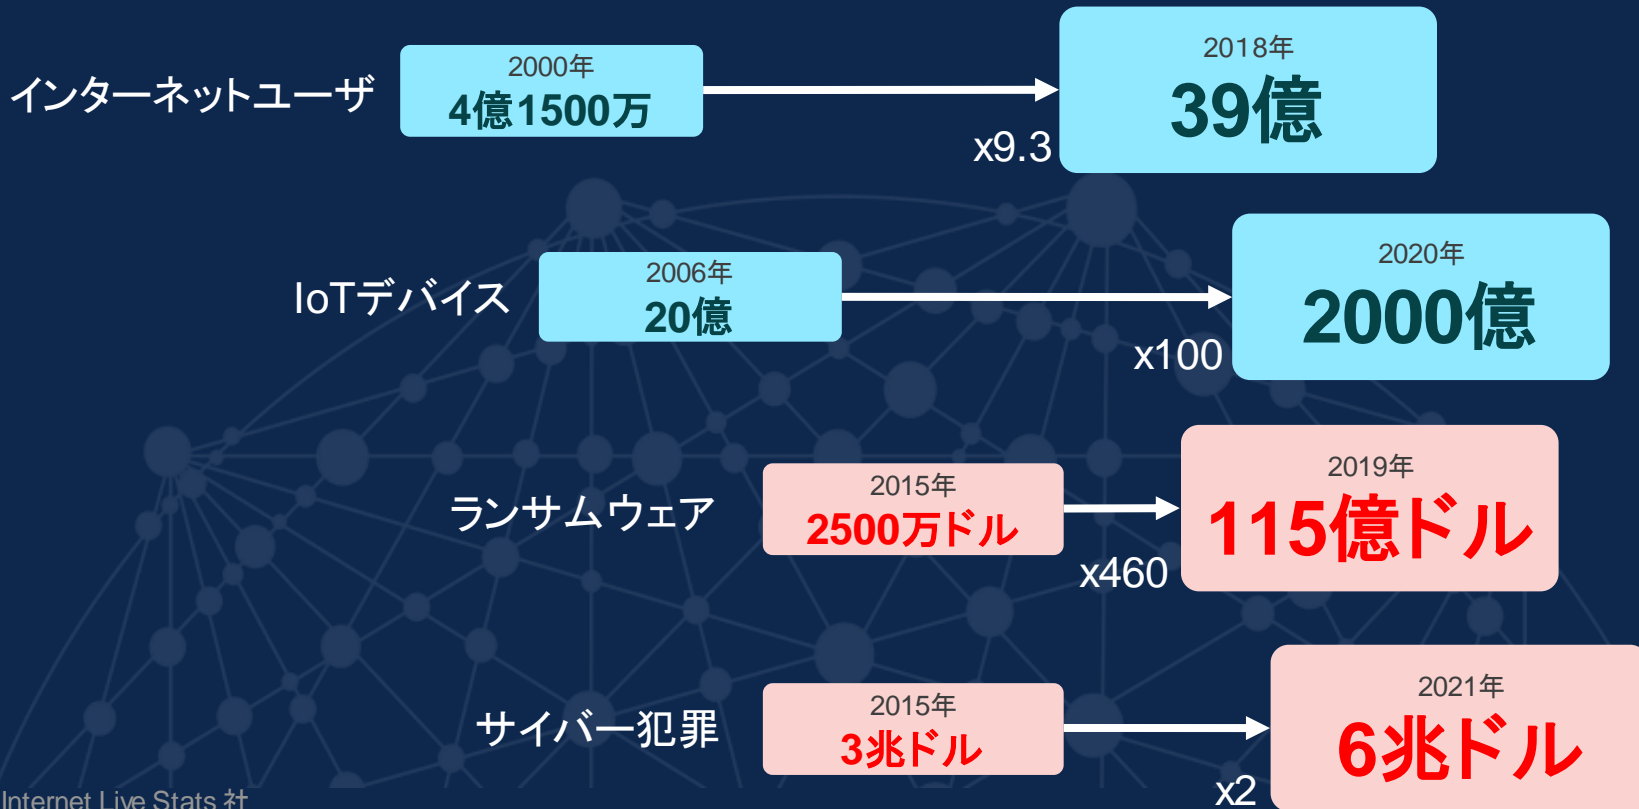 インターネットユーザ
2000年
4億1500万
x9.3
2018年
39億
IoTデバイス
2006年
20億
x100
2020年
2000億
ランサムウェア
2015年
2500万ドル
x460
2019年
115億ドル
サイバー犯罪
2015年
3兆ドル
x2
2021年
6兆ドル
Internet Live Stats 社